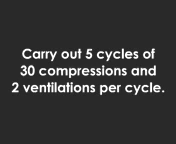 Carry out 5 cycles of
30 compressions and
2 ventilations per cycle.